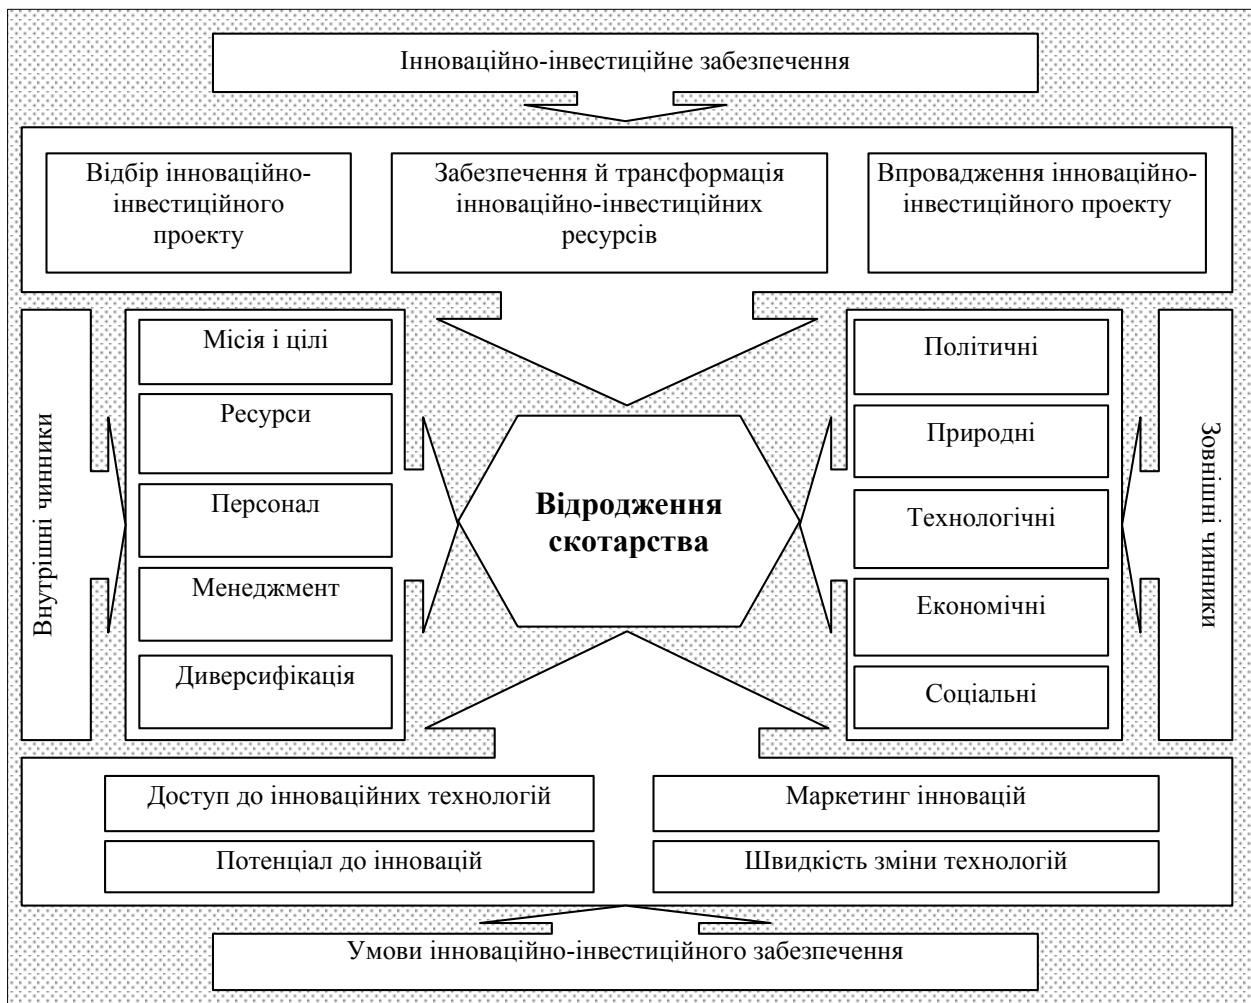 Інноваційно-інвестиційне забезпечення
Відбір інноваційно-
інвестиційного
проекту
Забезпечення й трансформація
інноваційно-інвестиційних
ресурсів
Впровадження інноваційно-
інвестиційного проекту
Внутрішні чинники
Місія і цілі
Ресурси
Персонал
Менеджмент
Диверсифікація
Відродження
скотарства
Політичні
Природні
Технологічні
Економічні
Соціальні
Зовнішні чинники
Доступ до інноваційних технологій
Маркетинг інновацій
Потенціал до інновацій
Швидкість зміни технологій
Умови інноваційно-інвестиційного забезпечення